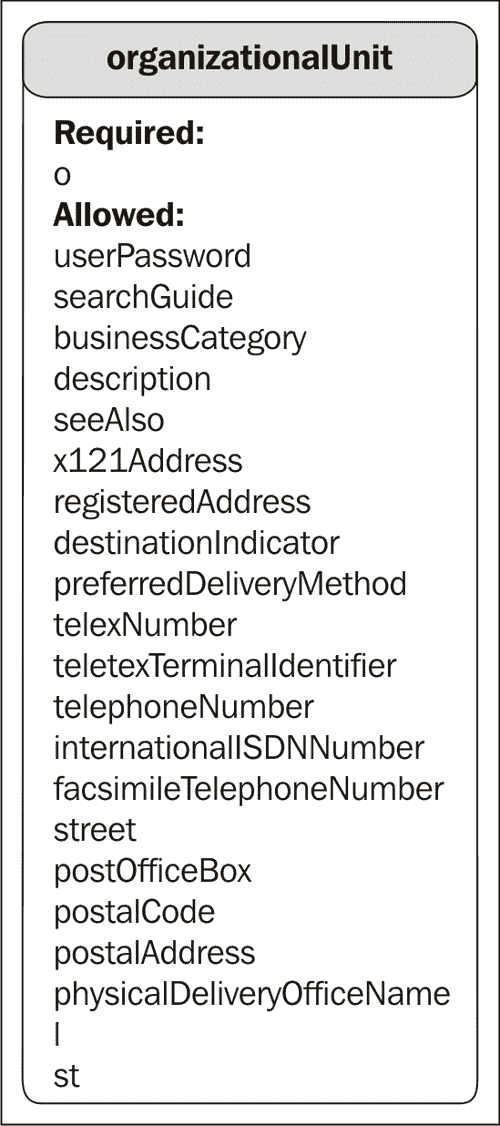 organizationalUnit
Required:
o
Allowed:
userPassword
searchGuide
businessCategory
description
seeAlso
x121Address
registeredAddress
destinationIndicator
preferredDeliveryMethod
telexNumber
teletexTerminalIdentifier
telephoneNumber
internationalISDNNumber
facsimileTelephoneNumber
street
postOfficeBox
postalCode
postalAddress
physicalDeliveryOfficeName
l
st